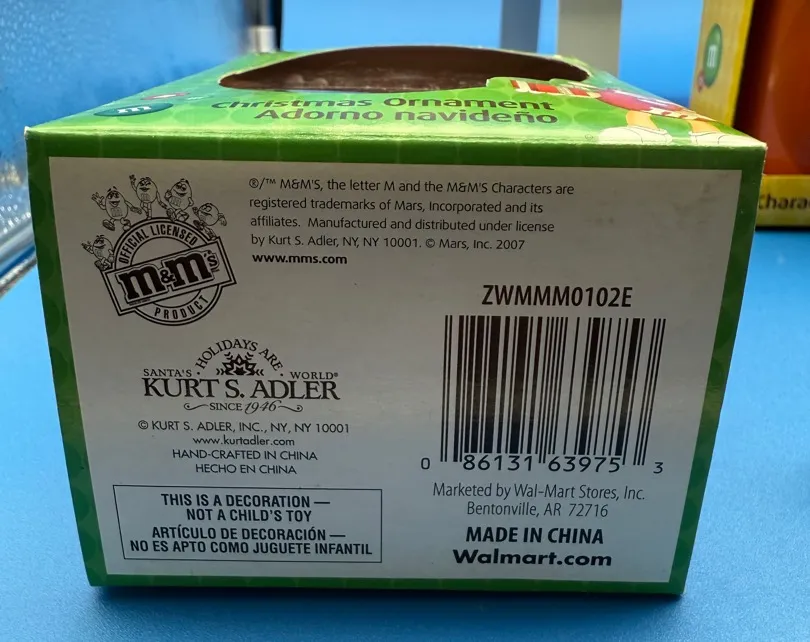 Christmas Ornament
Adorno navideño
OFFICIAL LICENSED
m&m's
PRODUCT
®/™ M&M'S, the letter M and the M&M'S Characters are
registered trademarks of Mars, Incorporated and its
affiliates. Manufactured and distributed under license
by Kurt S. Adler, NY, NY 10001. © Mars, Inc. 2007
www.mms.com
SANTA'S · HOLIDAYS ARE · WORLD®
KURT S. ADLER
SINCE 1946
© KURT S. ADLER, INC., NY, NY 10001
www.kurtadler.com
HAND-CRAFTED IN CHINA
HECHO EN CHINA
THIS IS A DECORATION —
NOT A CHILD'S TOY
ARTÍCULO DE DECORACIÓN —
NO ES APTO COMO JUGUETE INFANTIL
ZWMMM0102E
0 86131 63975 3
Marketed by Wal-Mart Stores, Inc.
Bentonville, AR 72716
MADE IN CHINA
Walmart.com
m
m